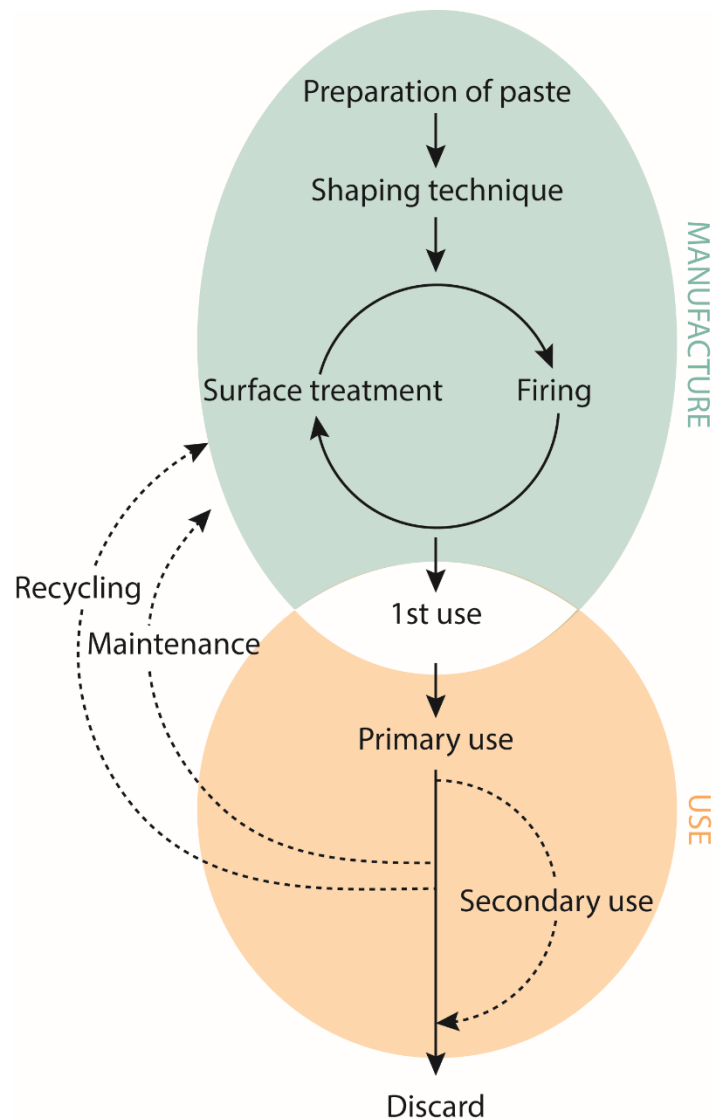 Preparation of paste
Shaping technique
MANUFACTURE
Surface treatment
Firing
Recycling
1st use
Maintenance
Primary use
USE
Secondary use
Discard